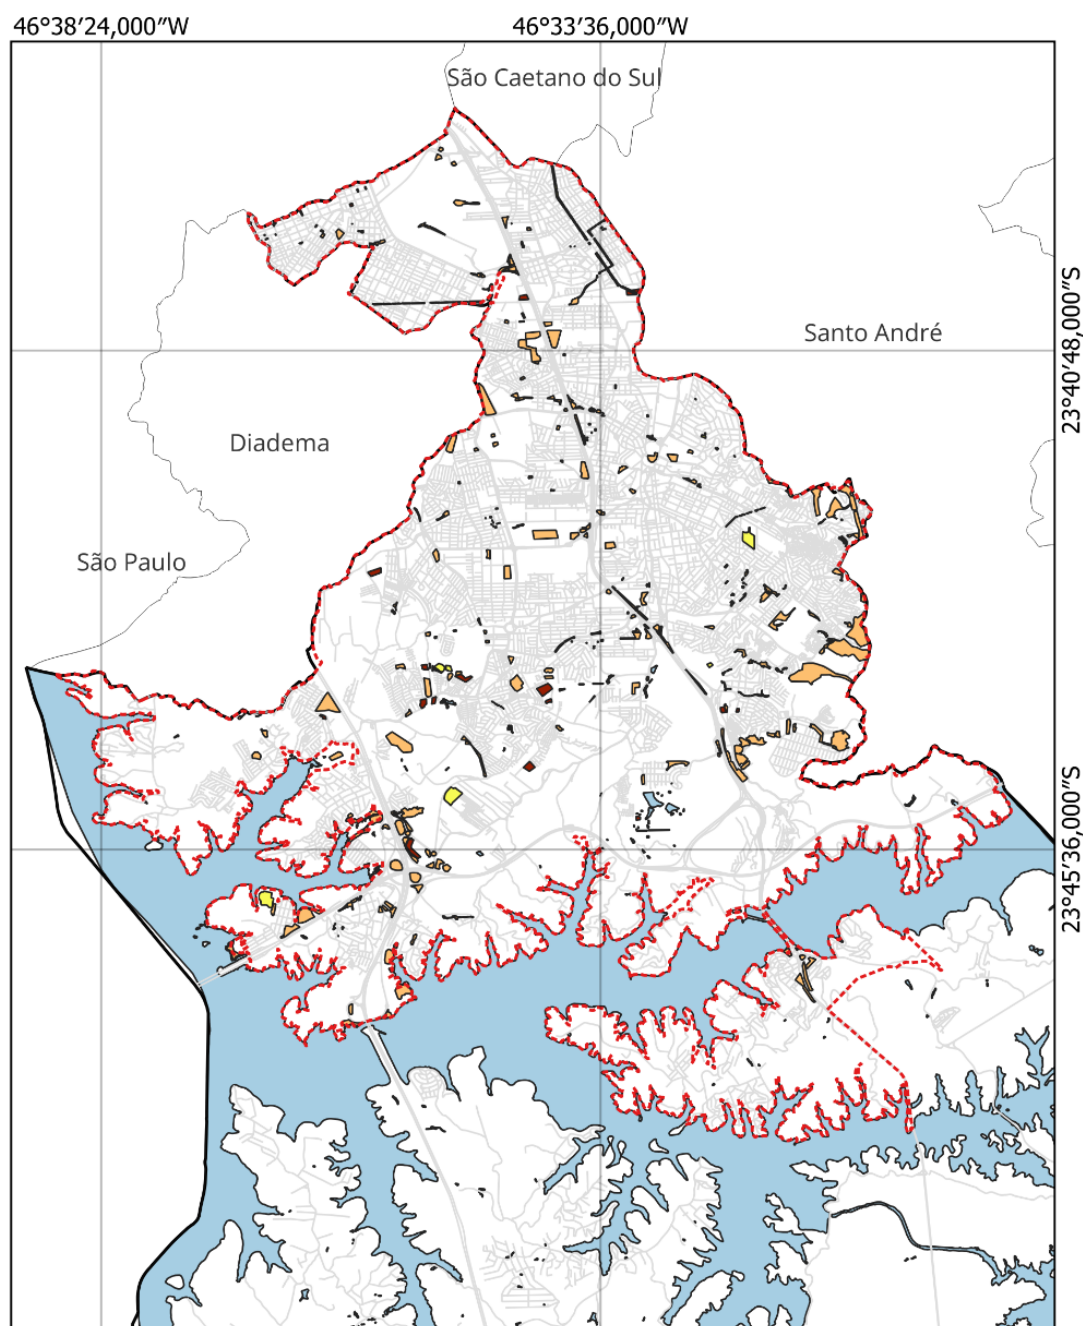 46°38′24,000″W
46°33′36,000″W
São Caetano do Sul
Santo André
23°40′48,000″S
Diadema
São Paulo
23°45′36,000″S